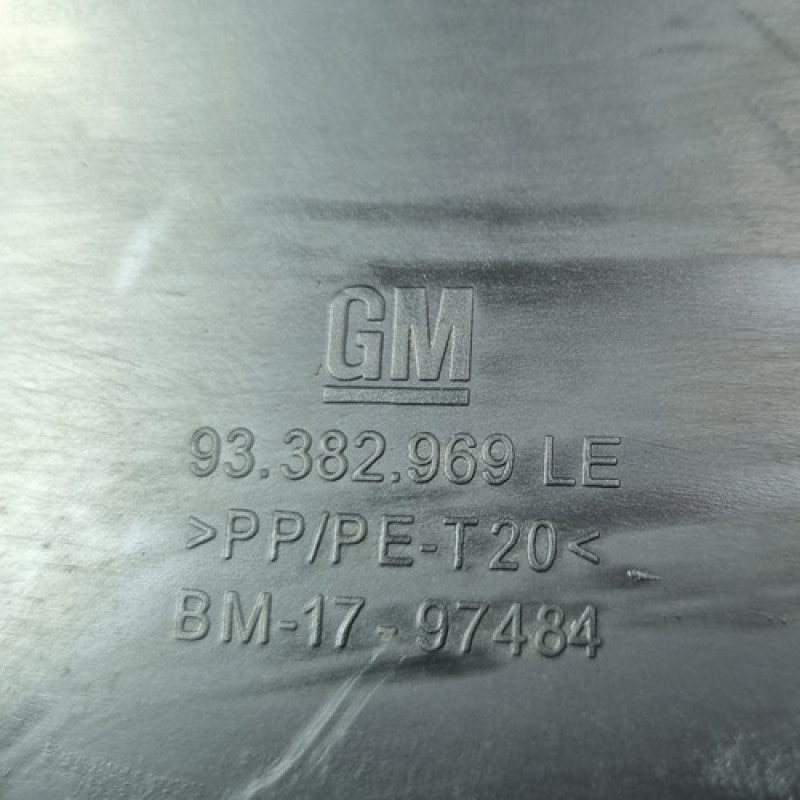 GM
93.382.969 LE
>PP/PE-T20<
BM-17-97484